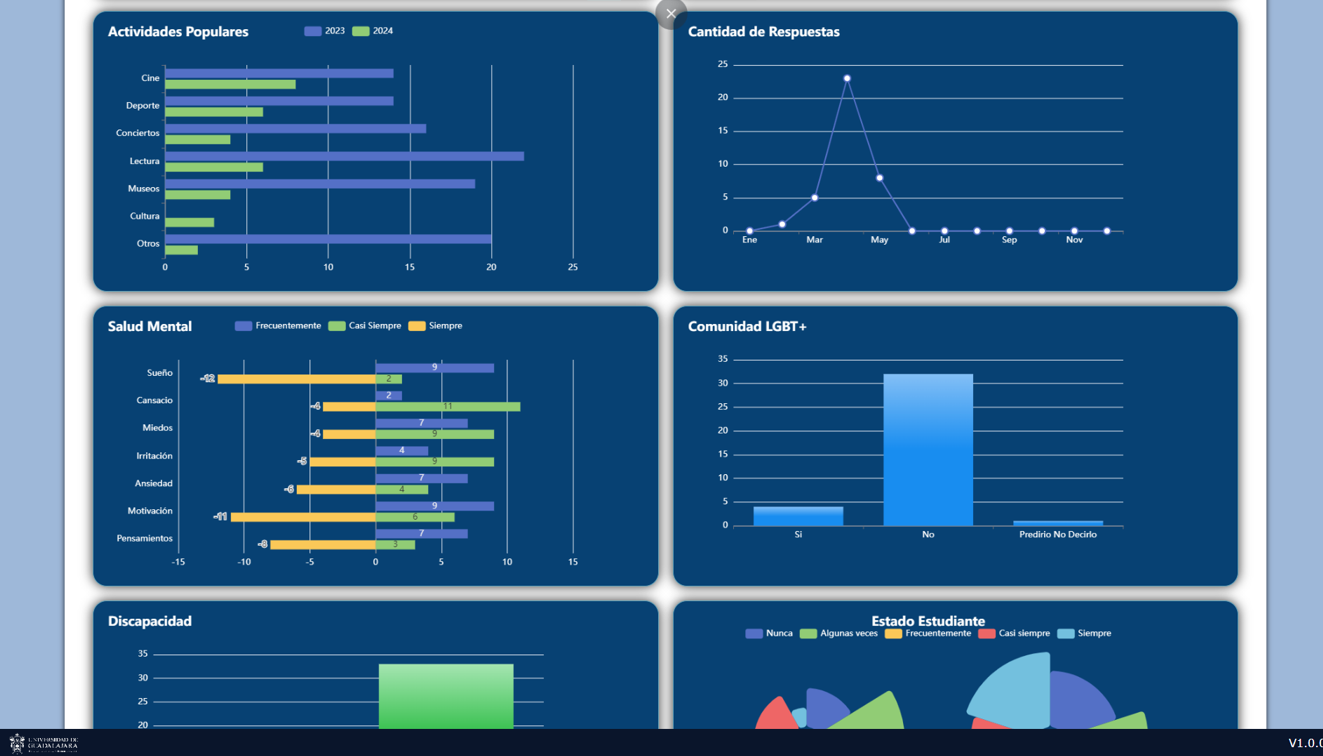 Actividades Populares
2023 2024
Cine
Deporte
Conciertos
Lectura
Museos
Cultura
Otros
0 5 10 15 20 25
Cantidad de Respuestas
25
20
15
10
5
0
Ene Mar May Jul Sep Nov
Salud Mental
Frecuentemente Casi Siempre Siempre
Sueño 9 -12 2
Cansacio 2 -4 11
Miedos 7 -4 9
Irritación 4 -5 9
Ansiedad 7 -6 4
Motivación 9 -11 6
Pensamientos 7 -8 3
-15 -10 -5 0 5 10 15
Comunidad LGBT+
35
30
25
20
15
10
5
0
Si No Predirio No Decirlo
Discapacidad
35
30
25
20
Estado Estudiante
Nunca Algunas veces Frecuentemente Casi siempre Siempre
UNIVERSIDAD DE
GUADALAJARA
V1.0.0